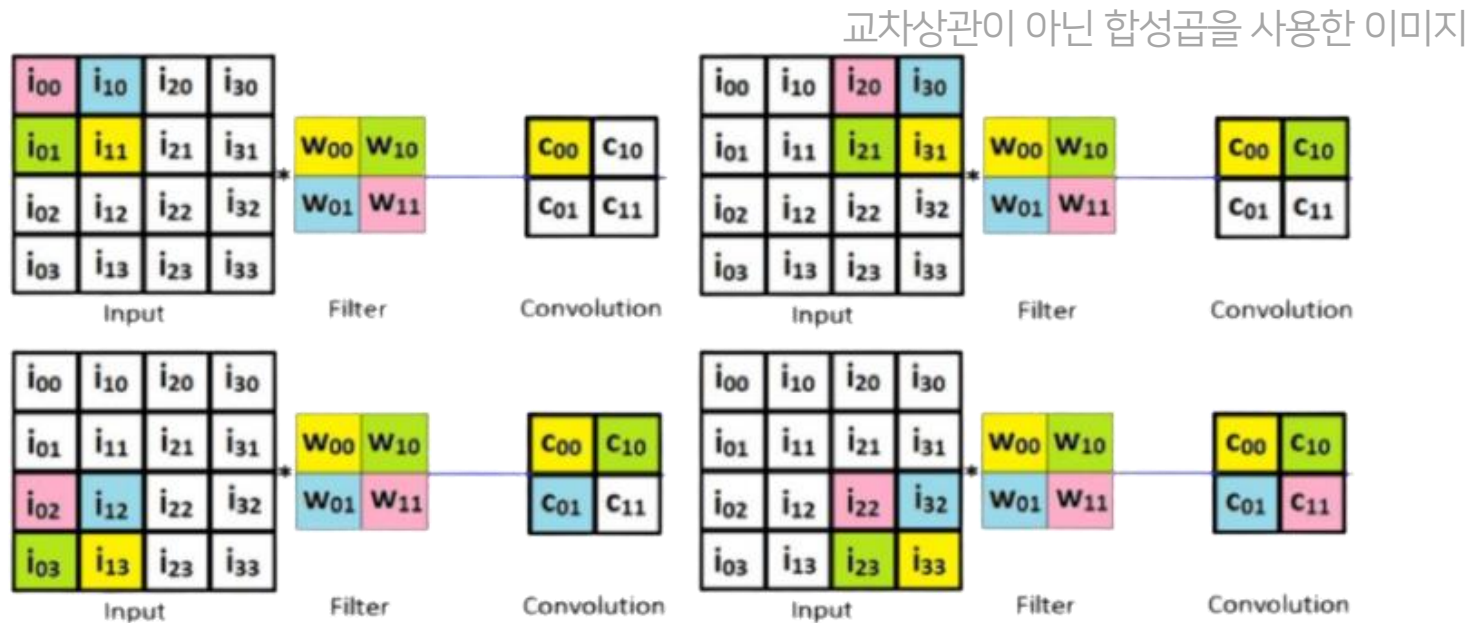 교차상관이 아닌 합성곱을 사용한 이미지
i00 i10 i20 i30
i01 i11 i21 i31
i02 i12 i22 i32
i03 i13 i23 i33
Input
*
w00 w10
w01 w11
Filter
c00 c10
c01 c11
Convolution
i00 i10 i20 i30
i01 i11 i21 i31
i02 i12 i22 i32
i03 i13 i23 i33
Input
*
w00 w10
w01 w11
Filter
c00 c10
c01 c11
Convolution
i00 i10 i20 i30
i01 i11 i21 i31
i02 i12 i22 i32
i03 i13 i23 i33
Input
*
w00 w10
w01 w11
Filter
c00 c10
c01 c11
Convolution
i00 i10 i20 i30
i01 i11 i21 i31
i02 i12 i22 i32
i03 i13 i23 i33
Input
*
w00 w10
w01 w11
Filter
c00 c10
c01 c11
Convolution